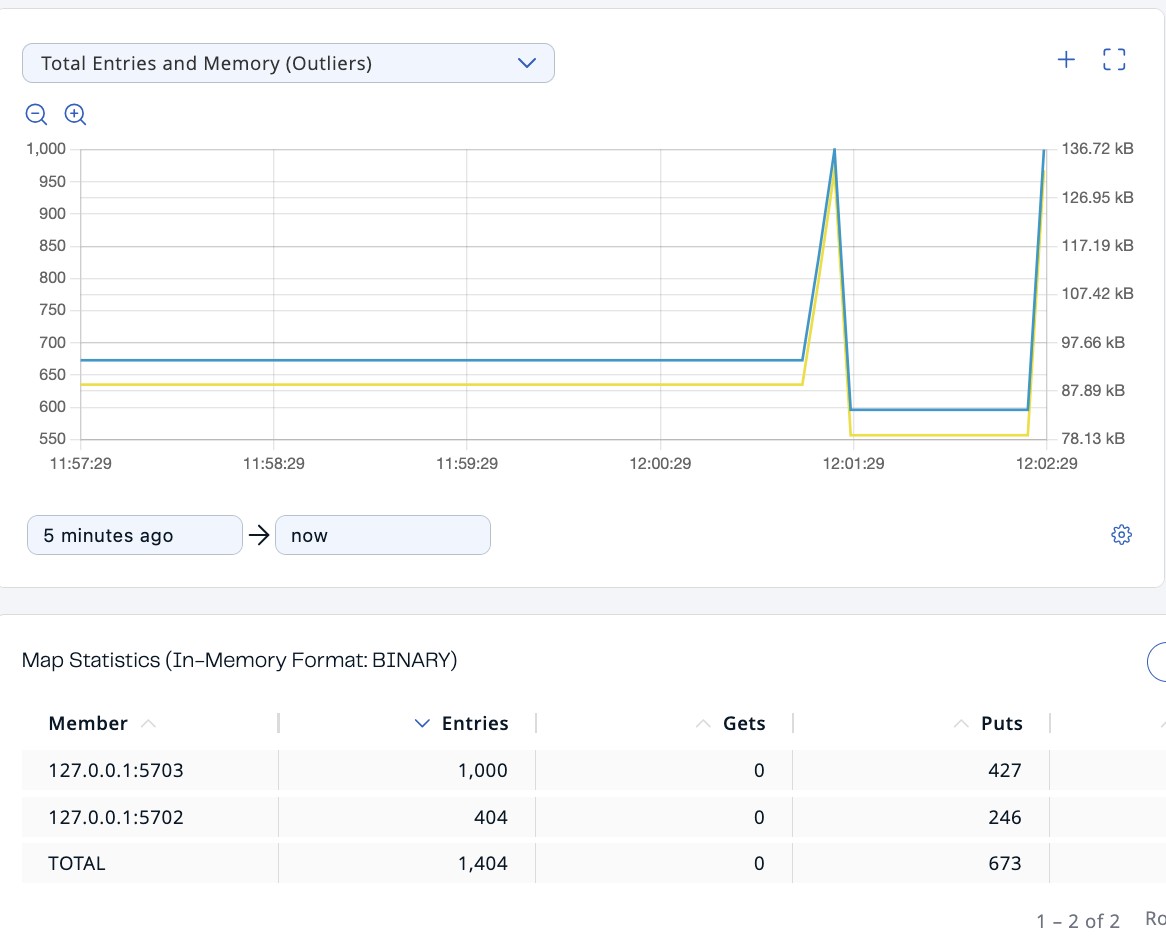 Total Entries and Memory (Outliers)
1,000 136.72 kB
950
126.95 kB
900
850 117.19 kB
800
107.42 kB
750
700 97.66 kB
650
87.89 kB
600
550 78.13 kB
11:57:29 11:58:29 11:59:29 12:00:29 12:01:29 12:02:29
5 minutes ago now
Map Statistics (In-Memory Format: BINARY)
Member Entries Gets Puts
127.0.0.1:5703 1,000 0 427
127.0.0.1:5702 404 0 246
TOTAL 1,404 0 673
1 – 2 of 2 Ro